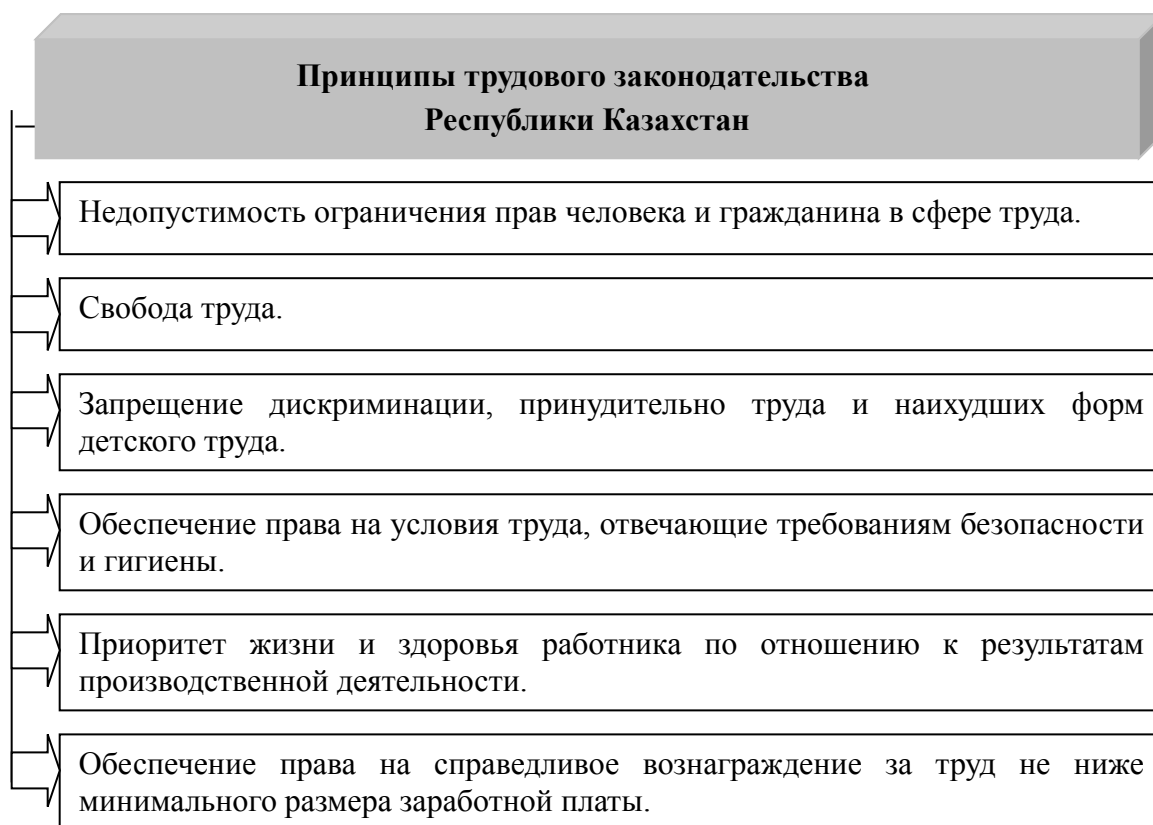 Принципы трудового законодательства
Республики Казахстан
Недопустимость ограничения прав человека и гражданина в сфере труда.
Свобода труда.
Запрещение дискриминации, принудительно труда и наихудших форм
детского труда.
Обеспечение права на условия труда, отвечающие требованиям безопасности
и гигиены.
Приоритет жизни и здоровья работника по отношению к результатам
производственной деятельности.
Обеспечение права на справедливое вознаграждение за труд не ниже
минимального размера заработной платы.